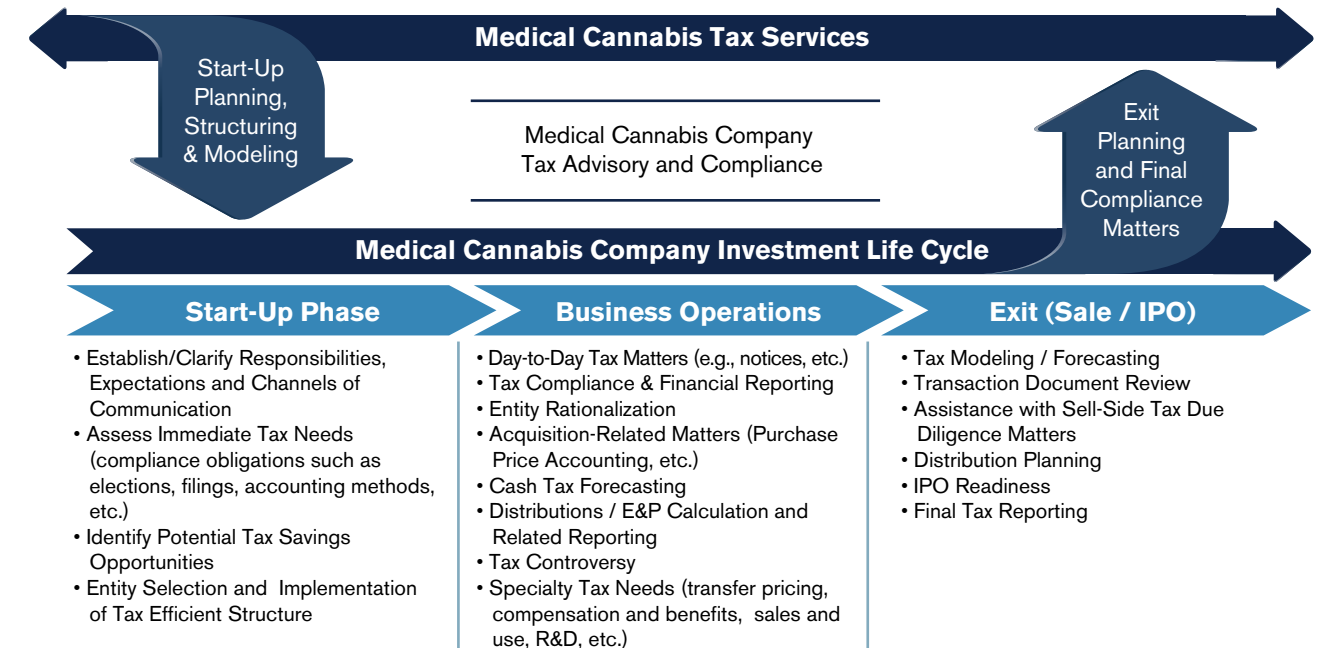 Medical Cannabis Tax Services
Start-Up
Planning,
Structuring
& Modeling
Medical Cannabis Company
Tax Advisory and Compliance
Exit
Planning
and Final
Compliance
Matters
Medical Cannabis Company Investment Life Cycle
Start-Up Phase
• Establish/Clarify Responsibilities,
Expectations and Channels of
Communication
• Assess Immediate Tax Needs
(compliance obligations such as
elections, filings, accounting methods,
etc.)
• Identify Potential Tax Savings
Opportunities
• Entity Selection and Implementation
of Tax Efficient Structure
Business Operations
• Day-to-Day Tax Matters (e.g., notices, etc.)
• Tax Compliance & Financial Reporting
• Entity Rationalization
• Acquisition-Related Matters (Purchase
Price Accounting, etc.)
• Cash Tax Forecasting
• Distributions / E&P Calculation and
Related Reporting
• Tax Controversy
• Specialty Tax Needs (transfer pricing,
compensation and benefits, sales and
use, R&D, etc.)
Exit (Sale / IPO)
• Tax Modeling / Forecasting
• Transaction Document Review
• Assistance with Sell-Side Tax Due
Diligence Matters
• Distribution Planning
• IPO Readiness
• Final Tax Reporting